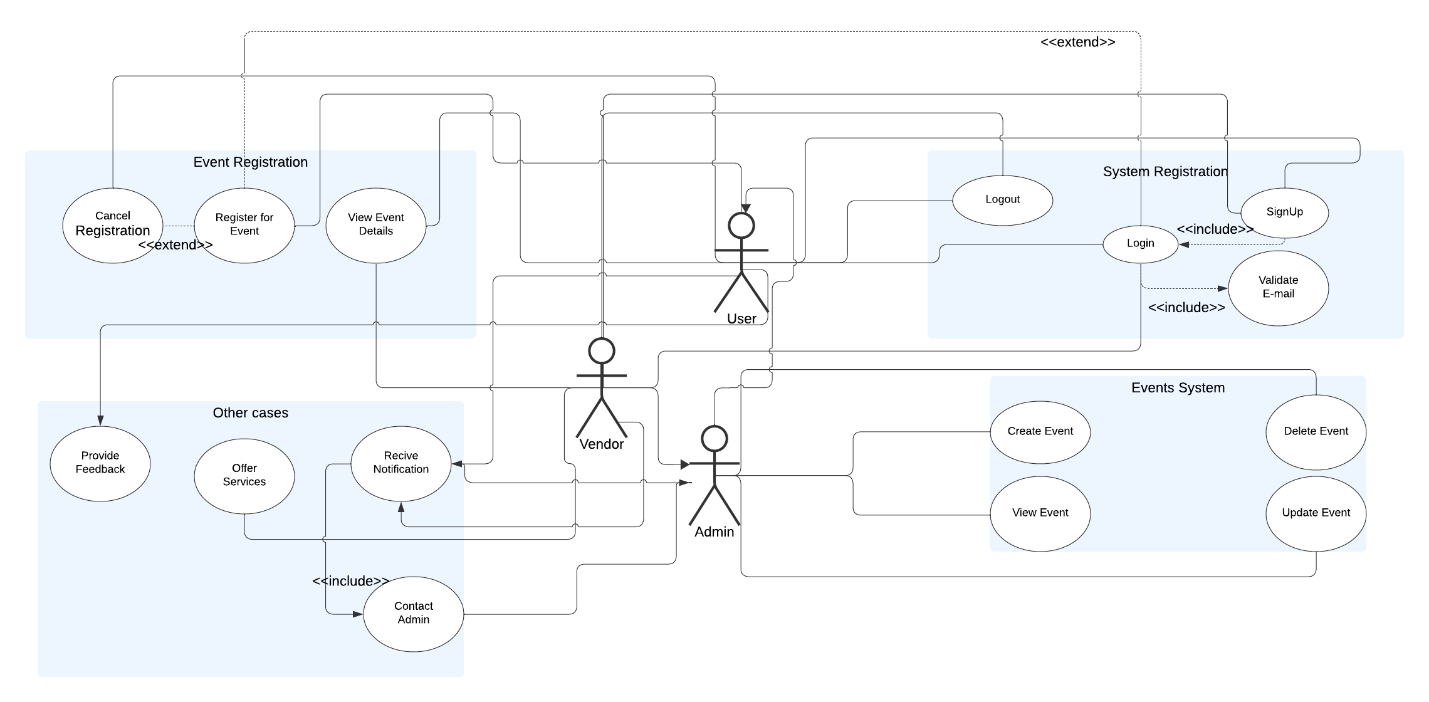 <<extend>>
Event Registration
Cancel
Registration
Register for
Event
View Event
Details
<<extend>>
System Registration
Logout
SignUp
<<include>>
Login
Validate
E-mail
<<include>>
User
Vendor
Admin
Other cases
Provide
Feedback
Offer
Services
Recive
Notification
<<include>>
Contact
Admin
Events System
Create Event
Delete Event
View Event
Update Event